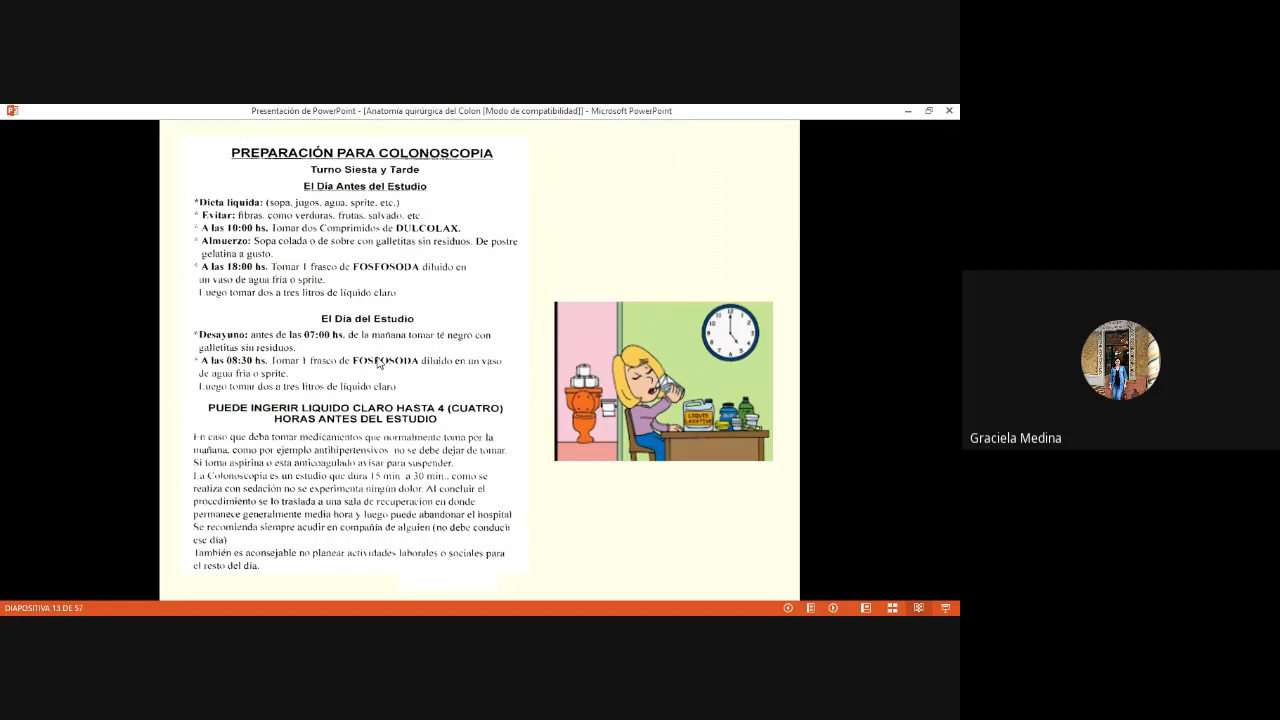 Presentación de PowerPoint - [Anatomía quirúrgica del Colon [Modo de compatibilidad]] - Microsoft PowerPoint
PREPARACIÓN PARA COLONOSCOPIA
Turno Siesta y Tarde
El Día Antes del Estudio
*Dieta liquida: (sopa, jugos, agua, sprite, etc.)
* Evitar: fibras, como verduras, frutas, salvado, etc.
* A las 10:00 hs. Tomar dos Comprimidos de DULCOLAX.
* Almuerzo: Sopa colada o de sobre con galletitas sin residuos. De postre
gelatina a gusto.
* A las 18:00 hs. Tomar 1 frasco de FOSFOSODA diluido en
un vaso de agua fría o sprite.
Luego tomar dos a tres litros de líquido claro
El Día del Estudio
*Desayuno: antes de las 07:00 hs. de la mañana tomar té negro con
galletitas sin residuos.
* A las 08:30 hs. Tomar 1 frasco de FOSFOSODA diluido en un vaso
de agua fría o sprite.
Luego tomar dos a tres litros de líquido claro
PUEDE INGERIR LIQUIDO CLARO HASTA 4 (CUATRO)
HORAS ANTES DEL ESTUDIO
En caso que deba tomar medicamentos que normalmente toma por la
mañana, como por ejemplo antihipertensivos no se debe dejar de tomar.
Si toma aspirina o esta anticoagulado avisar para suspender.
La Colonoscopia es un estudio que dura 15 min. a 30 min., como se
realiza con sedación no se experimenta ningún dolor. Al concluir el
procedimiento se lo traslada a una sala de recuperacion en donde
permanece generalmente media hora y luego puede abandonar el hospital
Se recomienda siempre acudir en compañía de alguien (no debe conducir
ese día)
También es aconsejable no planear actividades laborales o sociales para
el resto del día.
LIQUID
LAXATIVE
Graciela Medina
DIAPOSITIVA 13 DE 57